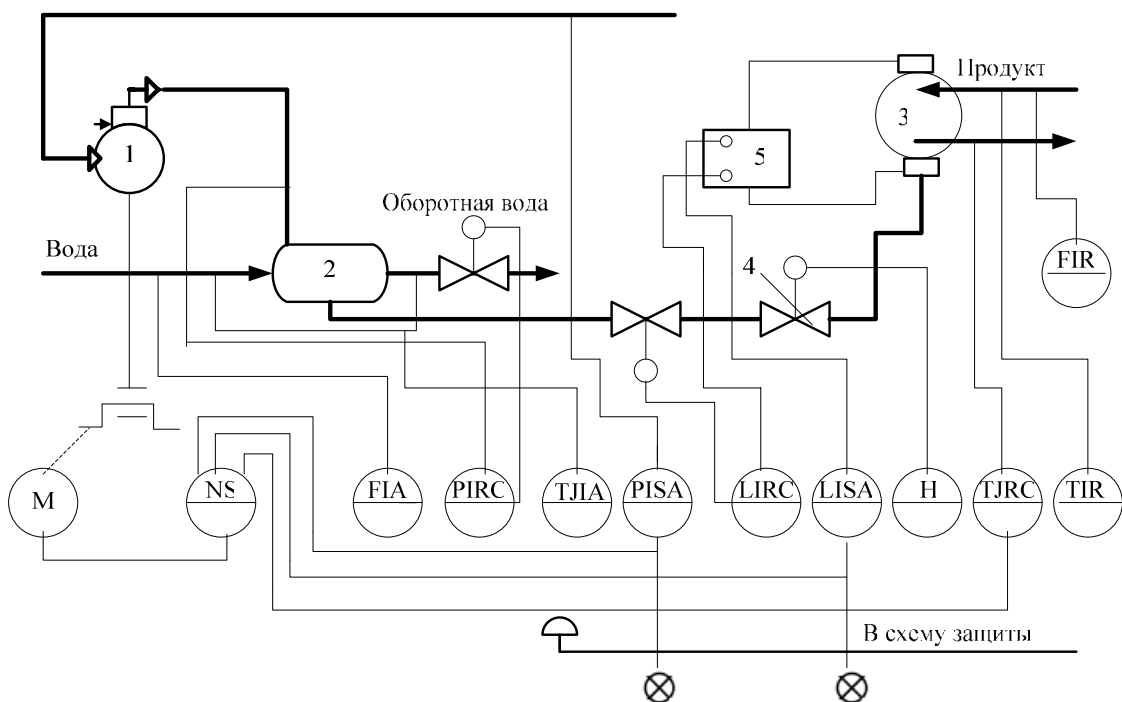 Продукт
3
1
5
Оборотная вода
Вода
2
4
FIR
M
NS
FIA
PIRC
TJIA
PISA
LIRC
LISA
H
TJRC
TIR
В схему защиты